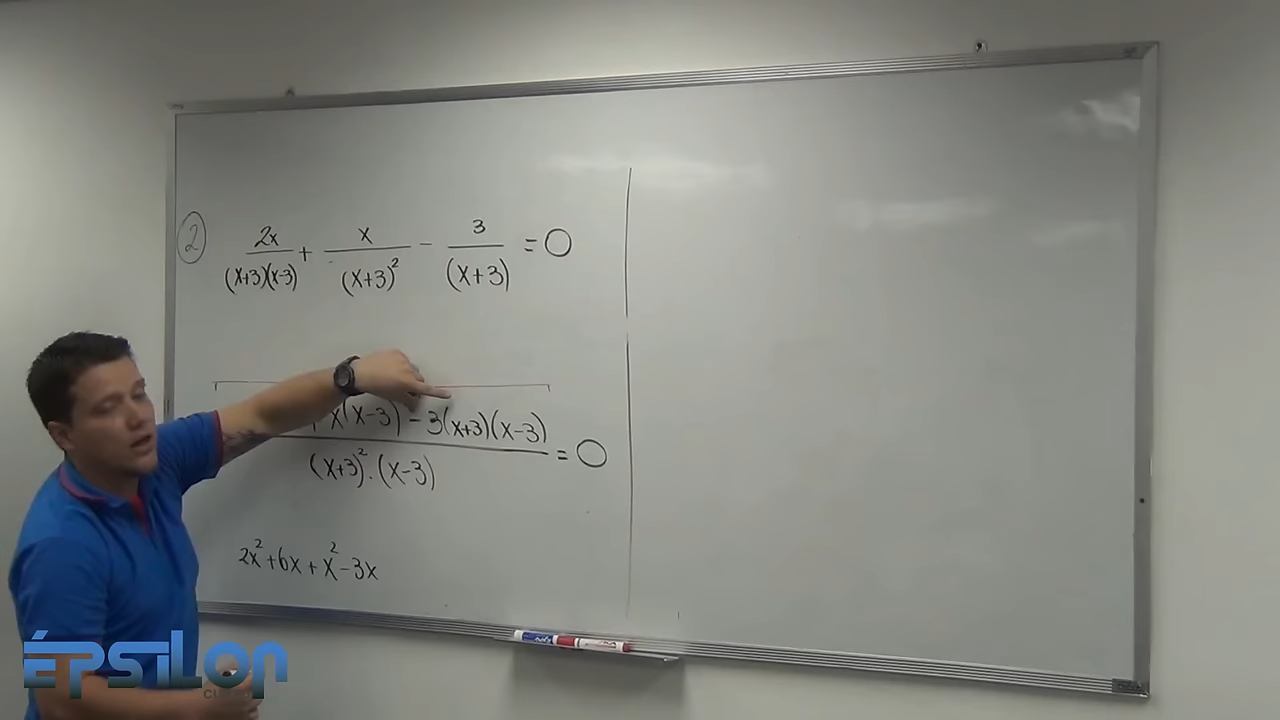 ② 2x/(x+3)(x-3) + x/(x+3)² - 3/(x+3) = 0
x(x-3) - 3(x+3)(x-3)/(x+3)².(x-3) = 0
2x²+6x+x²-3x
ÉPSILON